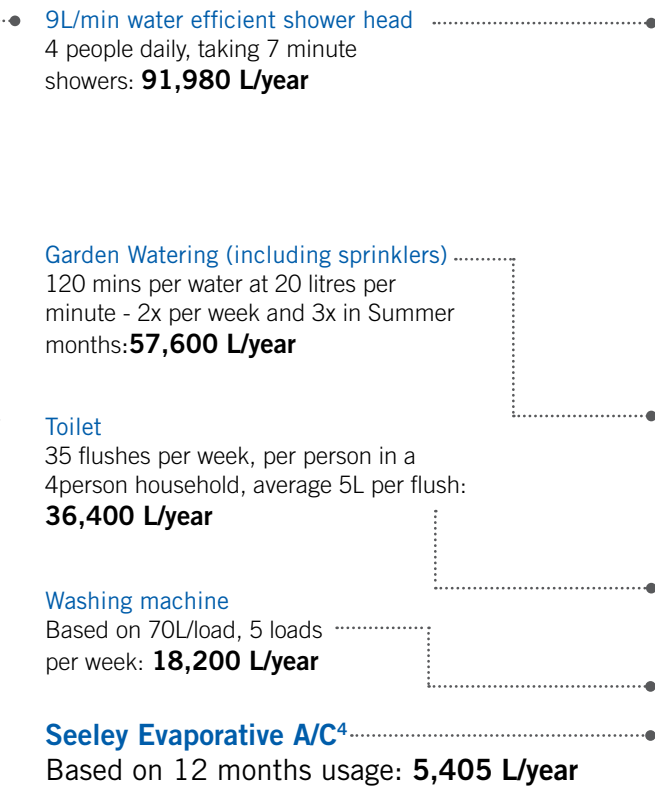 9L/min water efficient shower head
4 people daily, taking 7 minute
showers: 91,980 L/year
Garden Watering (including sprinklers)
120 mins per water at 20 litres per
minute - 2x per week and 3x in Summer
months:57,600 L/year
Toilet
35 flushes per week, per person in a
4person household, average 5L per flush:
36,400 L/year
Washing machine
Based on 70L/load, 5 loads
per week: 18,200 L/year
Seeley Evaporative A/C4
Based on 12 months usage: 5,405 L/year